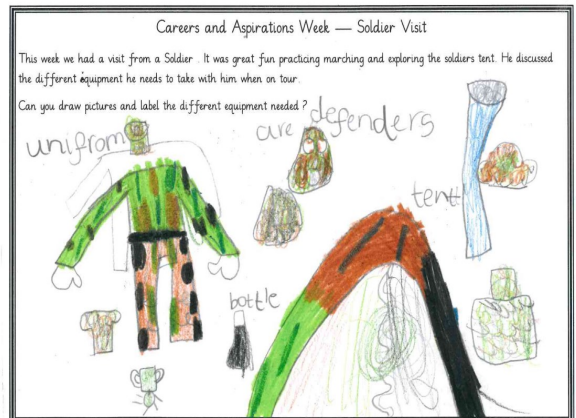 Careers and Aspirations Week — Soldier Visit
This week we had a visit from a Soldier . It was great fun practicing marching and exploring the soldiers tent. He discussed
the different equipment he needs to take with him when on tour.
Can you draw pictures and label the different equipment needed ?
unifrom
are defenders
tent
bottle